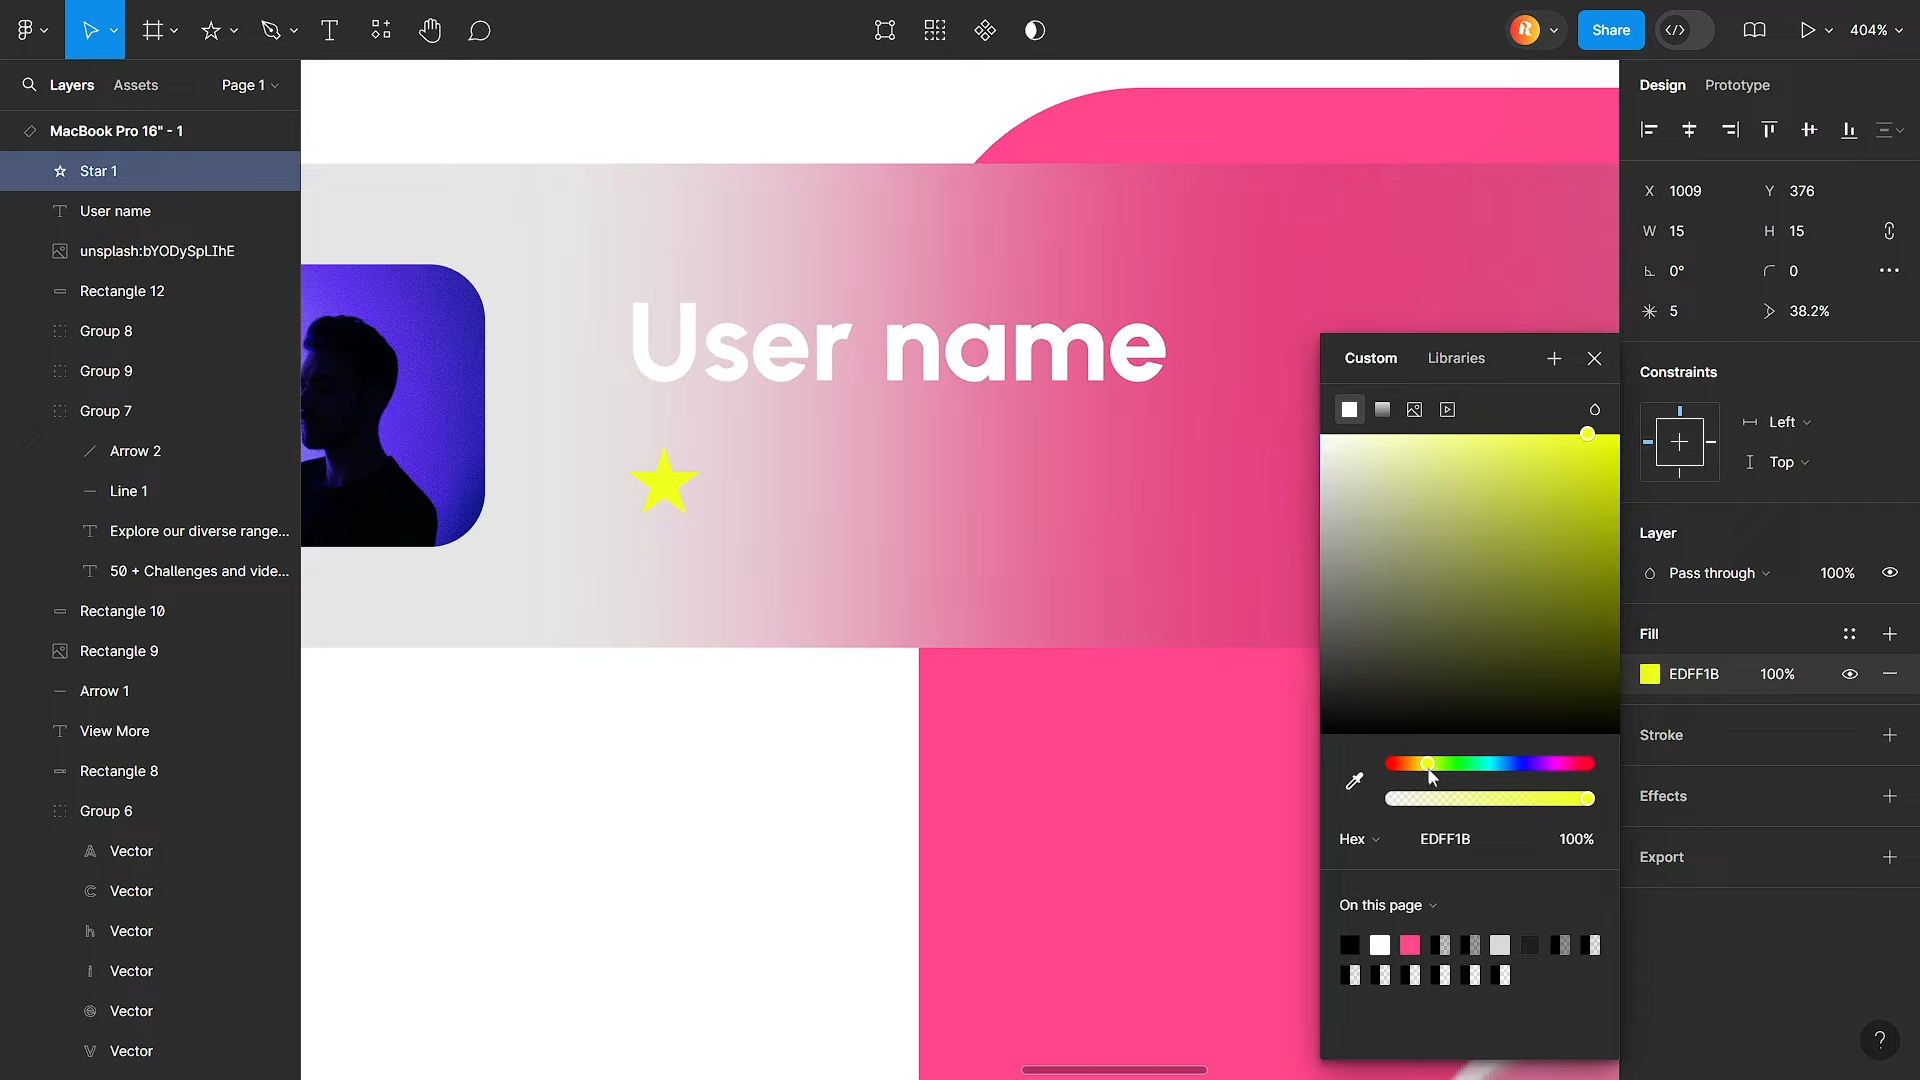 R
Share
404%
Layers
Assets
Page 1
MacBook Pro 16" - 1
Star 1
User name
unsplash:bYODySpLIhE
Rectangle 12
Group 8
Group 9
Group 7
Arrow 2
Line 1
Explore our diverse range...
50 + Challenges and vide...
Rectangle 10
Rectangle 9
Arrow 1
View More
Rectangle 8
Group 6
Vector
Vector
Vector
Vector
Vector
Vector
User name
Custom
Libraries
Hex
EDFF1B
100%
On this page
Design
Prototype
X 1009
Y 376
W 15
H 15
0°
0
5
38.2%
Constraints
Left
Top
Layer
Pass through
100%
Fill
EDFF1B
100%
Stroke
Effects
Export
?